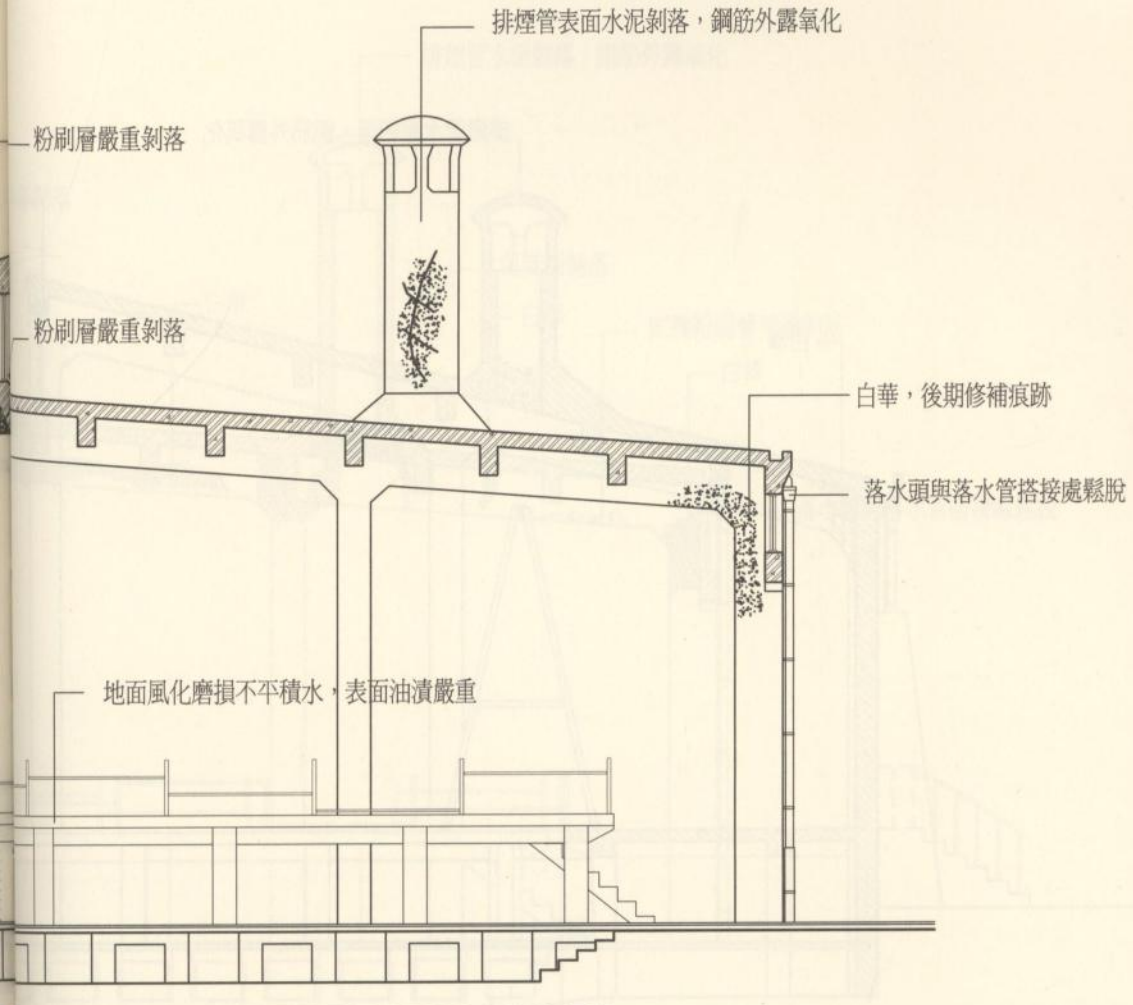 排煙管表面水泥剝落，鋼筋外露氧化
粉刷層嚴重剝落
粉刷層嚴重剝落
白華，後期修補痕跡
落水頭與落水管搭接處鬆脫
地面風化磨損不平積水，表面油漬嚴重